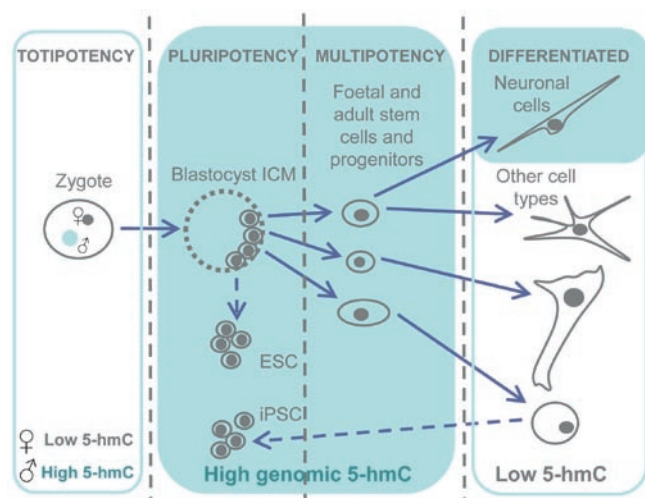 TOTIPOTENCY
PLURIPOTENCY
MULTIPOTENCY
DIFFERENTIATED
Zygote
♀
♂
Blastocyst ICM
Foetal and
adult stem
cells and
progenitors
Neuronal
cells
Other cell
types
ESC
iPSC
♀ Low 5-hmC
♂ High 5-hmC
High genomic 5-hmC
Low 5-hmC